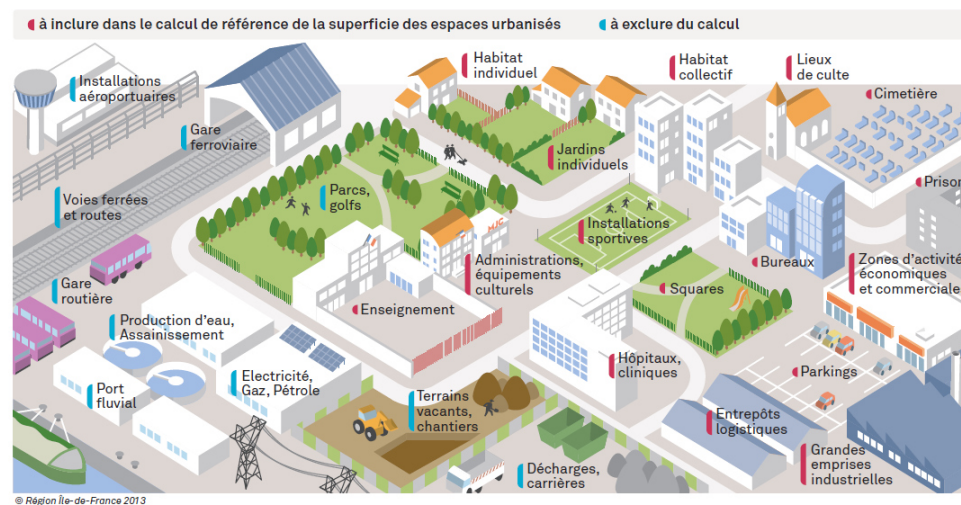 à inclure dans le calcul de référence de la superficie des espaces urbanisés
à exclure du calcul
Installations
aéroportuaires
Gare
ferroviaire
Voies ferrées
et routes
Gare
routière
Production d'eau,
Assainissement
Port
fluvial
Electricité,
Gaz, Pétrole
Parcs,
golfs
Habitat
individuel
Jardins
individuels
Habitat
collectif
Lieux
de culte
Cimetière
Prison
Installations
sportives
MJC
Administrations,
équipements
culturels
Enseignement
Bureaux
Squares
Zones d'activité
économiques
et commerciale
Hôpitaux,
cliniques
Parkings
Terrains
vacants,
chantiers
Entrepôts
logistiques
Grandes
emprises
industrielles
Décharges,
carrières
© Région Île-de-France 2013